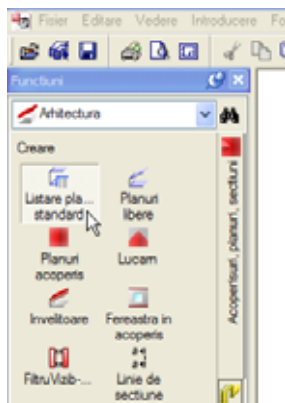 Fisier Editare Vedere Introducere Fo
Functiuni
Arhitectura
Creare
Listare pla...
standard
Planuri
libere
Planuri
acoperis
Lucarn
Invelitoare
Fereastra in
acoperis
FiltruVizib-...
Linie de
sectiune
Acoperisuri, planuri, sectiuni